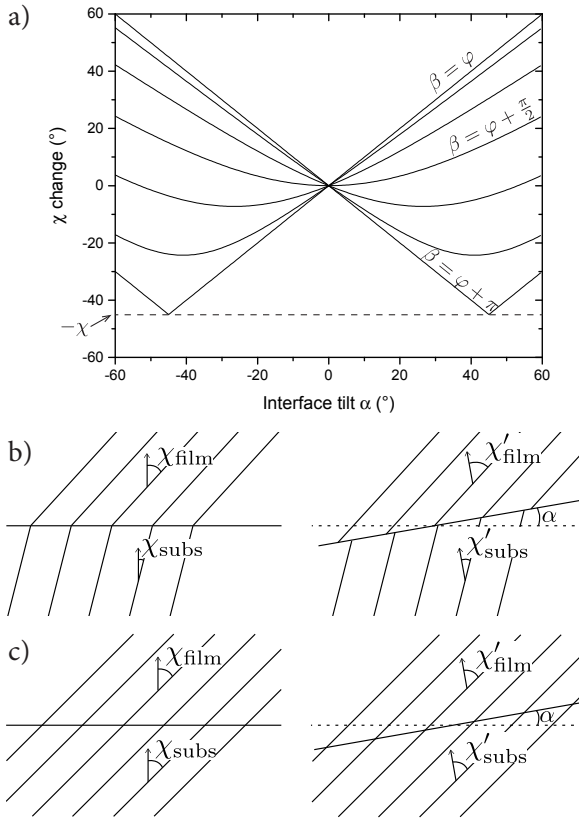 a)
60
40
20
0
-20
-40
-60
χ change (°)
β = φ
β = φ + π/2
β = φ + π
−χ
-60 -40 -20 0 20 40 60
Interface tilt α (°)
b)
χfilm
χsubs
χ′film
α
χ′subs
c)
χfilm
χsubs
χ′film
α
χ′subs